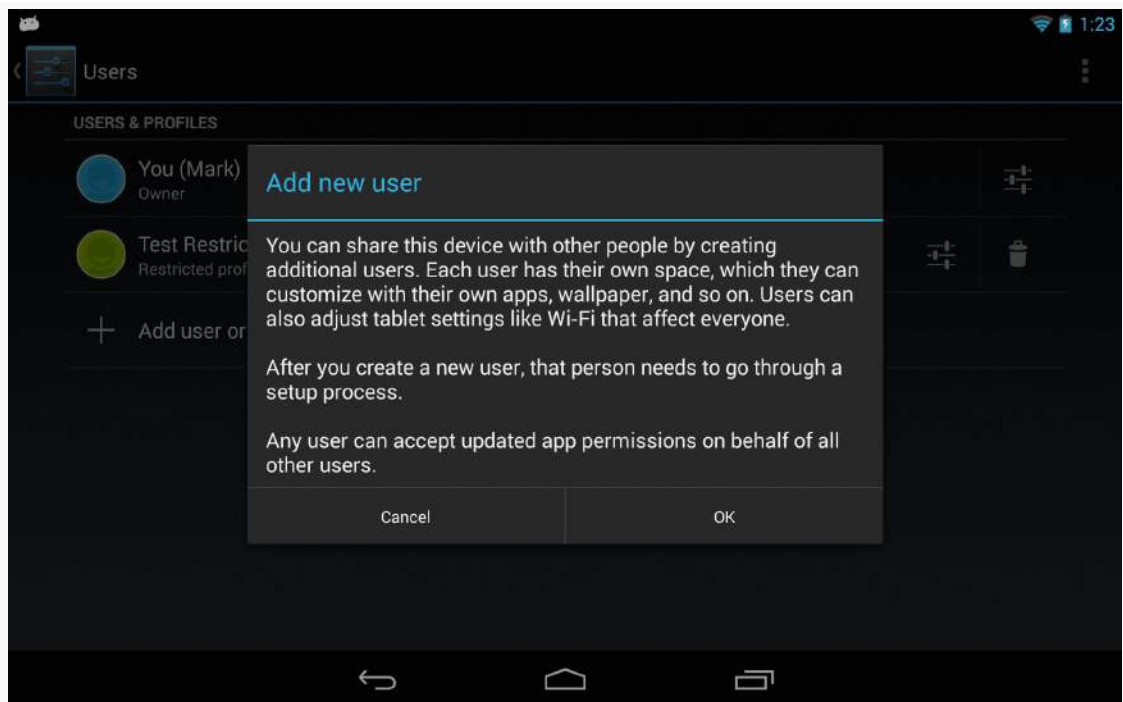 1:23
Users
USERS & PROFILES
You (Mark)
Owner
Test Restric
Restricted prof
Add user or
Add new user
You can share this device with other people by creating
additional users. Each user has their own space, which they can
customize with their own apps, wallpaper, and so on. Users can
also adjust tablet settings like Wi-Fi that affect everyone.
After you create a new user, that person needs to go through a
setup process.
Any user can accept updated app permissions on behalf of all
other users.
Cancel
OK